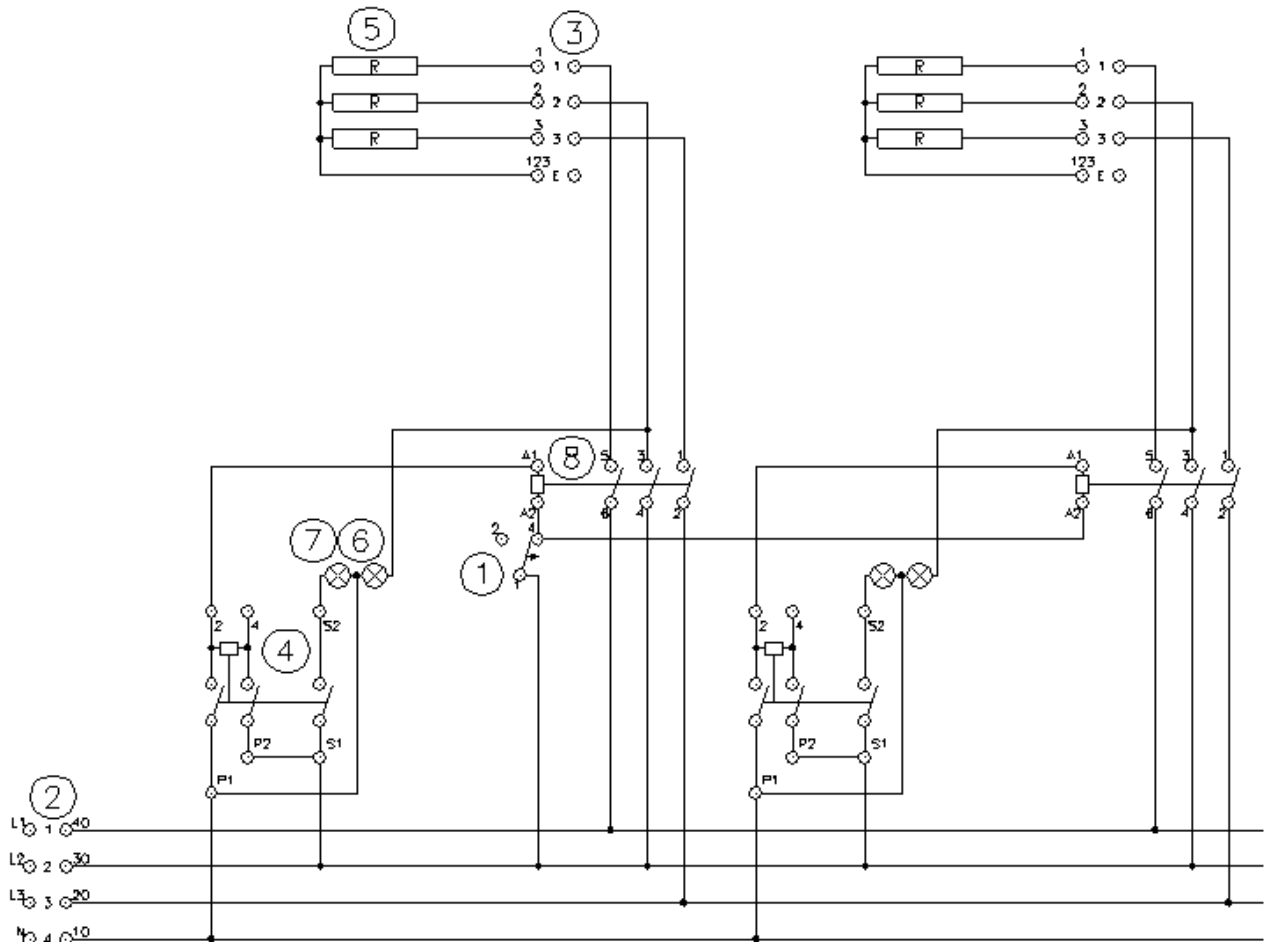 5 3
R 1 1 R 1 1
R 2 2 R 2 2
R 3 3 R 3 3
123 E 123 E
A1 8 5 3 1 A1 5 3 1
A2 6 4 2 A2 6 4 2
2 4
7 6 1 1
2 4 S2 2 4 S2
4
P2 S1 P2 S1
P1 P1
2
L1 1 40
L2 2 30
L3 3 20
N 4 10